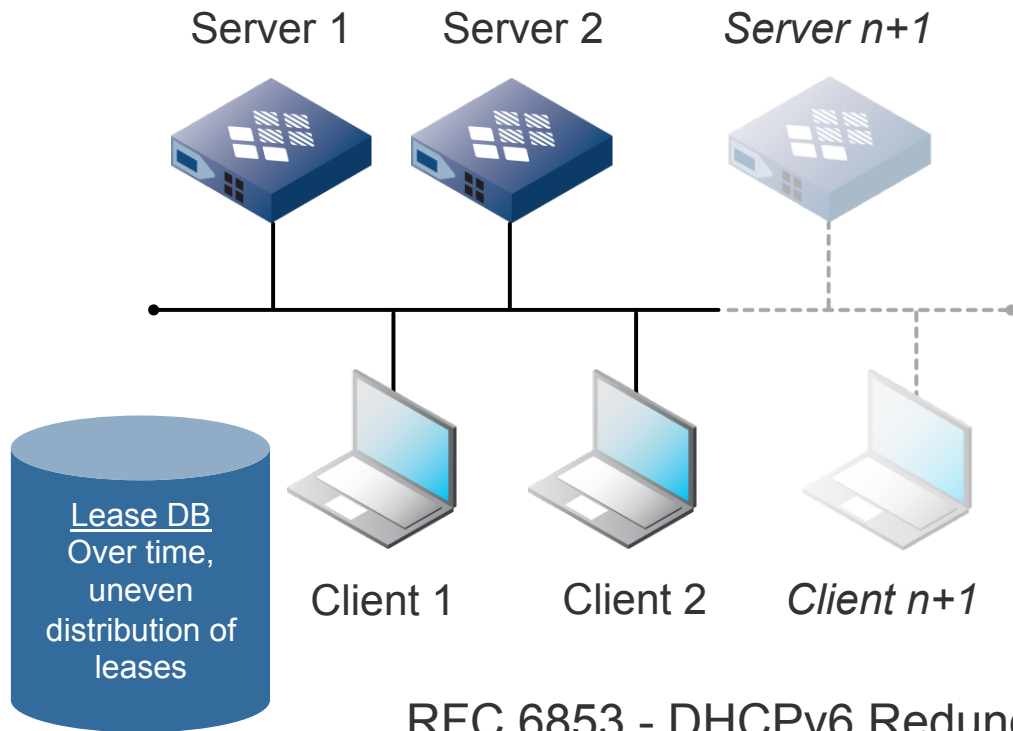 Server 1
Server 2
Server n+1
Lease DB
Over time,
uneven
distribution of
leases
Client 1
Client 2
Client n+1
RFC 6853 - DHCPv6